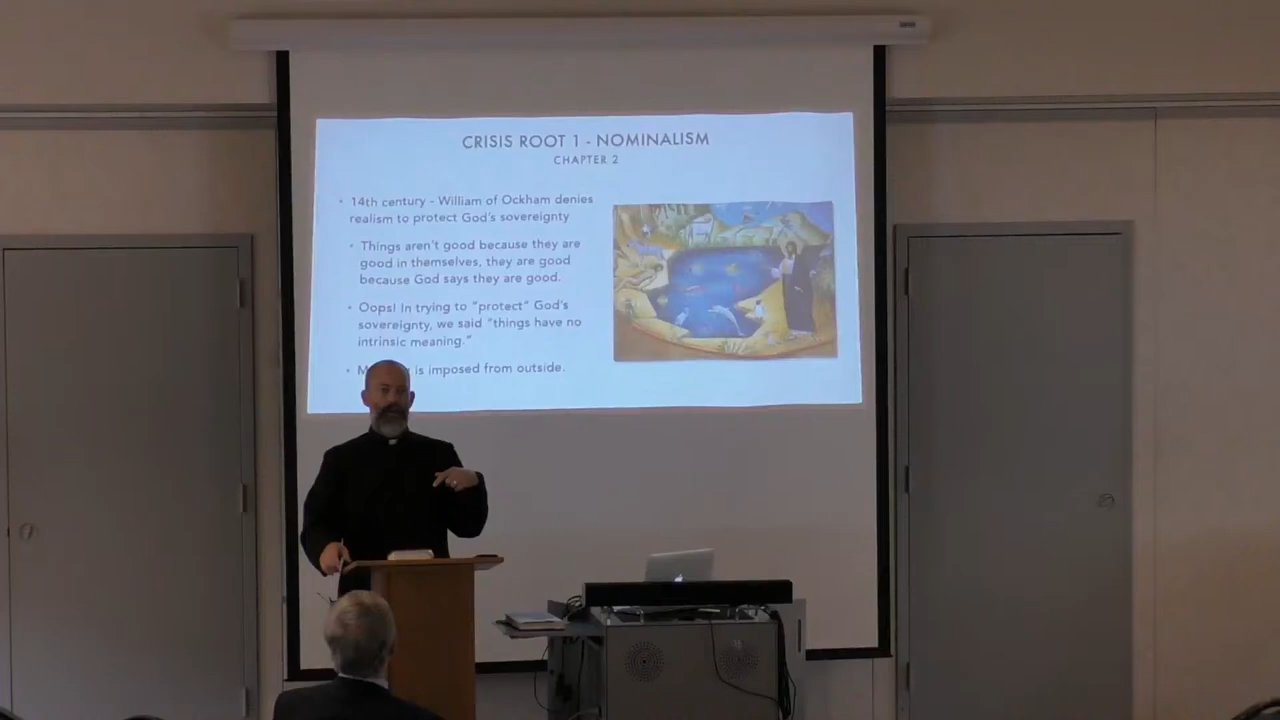 CRISIS ROOT 1 - NOMINALISM
CHAPTER 2
• 14th century - William of Ockham denies
realism to protect God's sovereignty
• Things aren't good because they are
good in themselves, they are good
because God says they are good.
• Oops! In trying to "protect" God's
sovereignty, we said "things have no
intrinsic meaning."
• is imposed from outside.